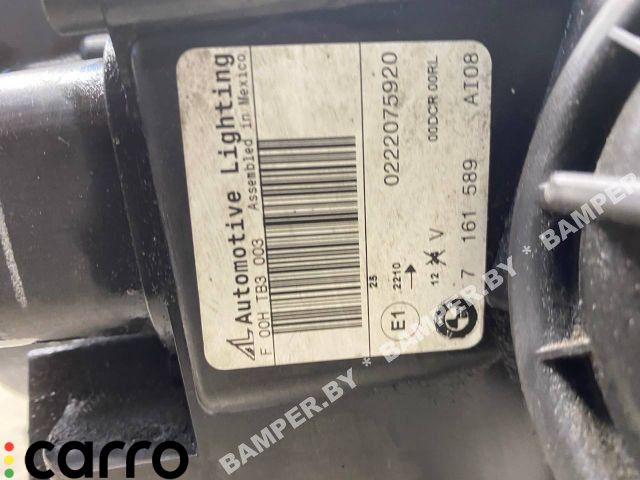 AL Automotive Lighting
Assembled in Mexico
F 00H TB3 003
25
0222075920
00DCR 00RL
E1
2210
12 V
7 161 589 AI08
BAMPER.BY * BAMPER.BY * BAMPER
carro